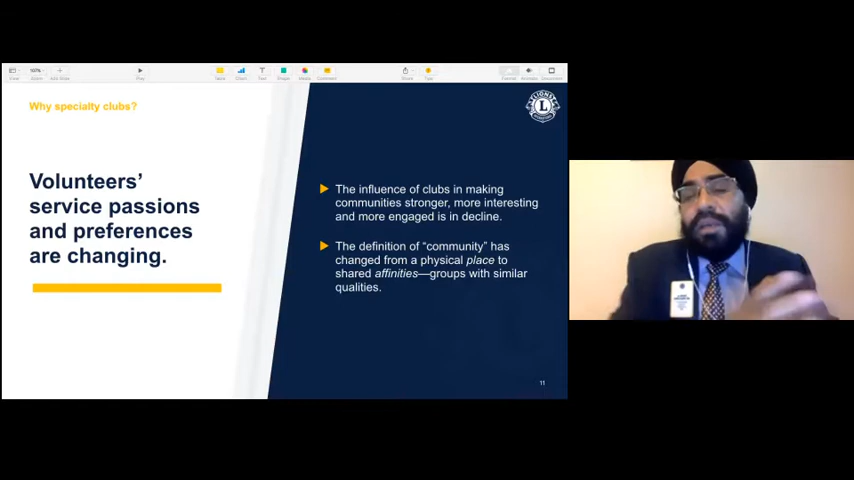 Why specialty clubs?
LIONS
L
Volunteers’
service passions
and preferences
are changing.
The influence of clubs in making
communities stronger, more interesting
and more engaged is in decline.
The definition of “community” has
changed from a physical place to
shared affinities—groups with similar
qualities.
11